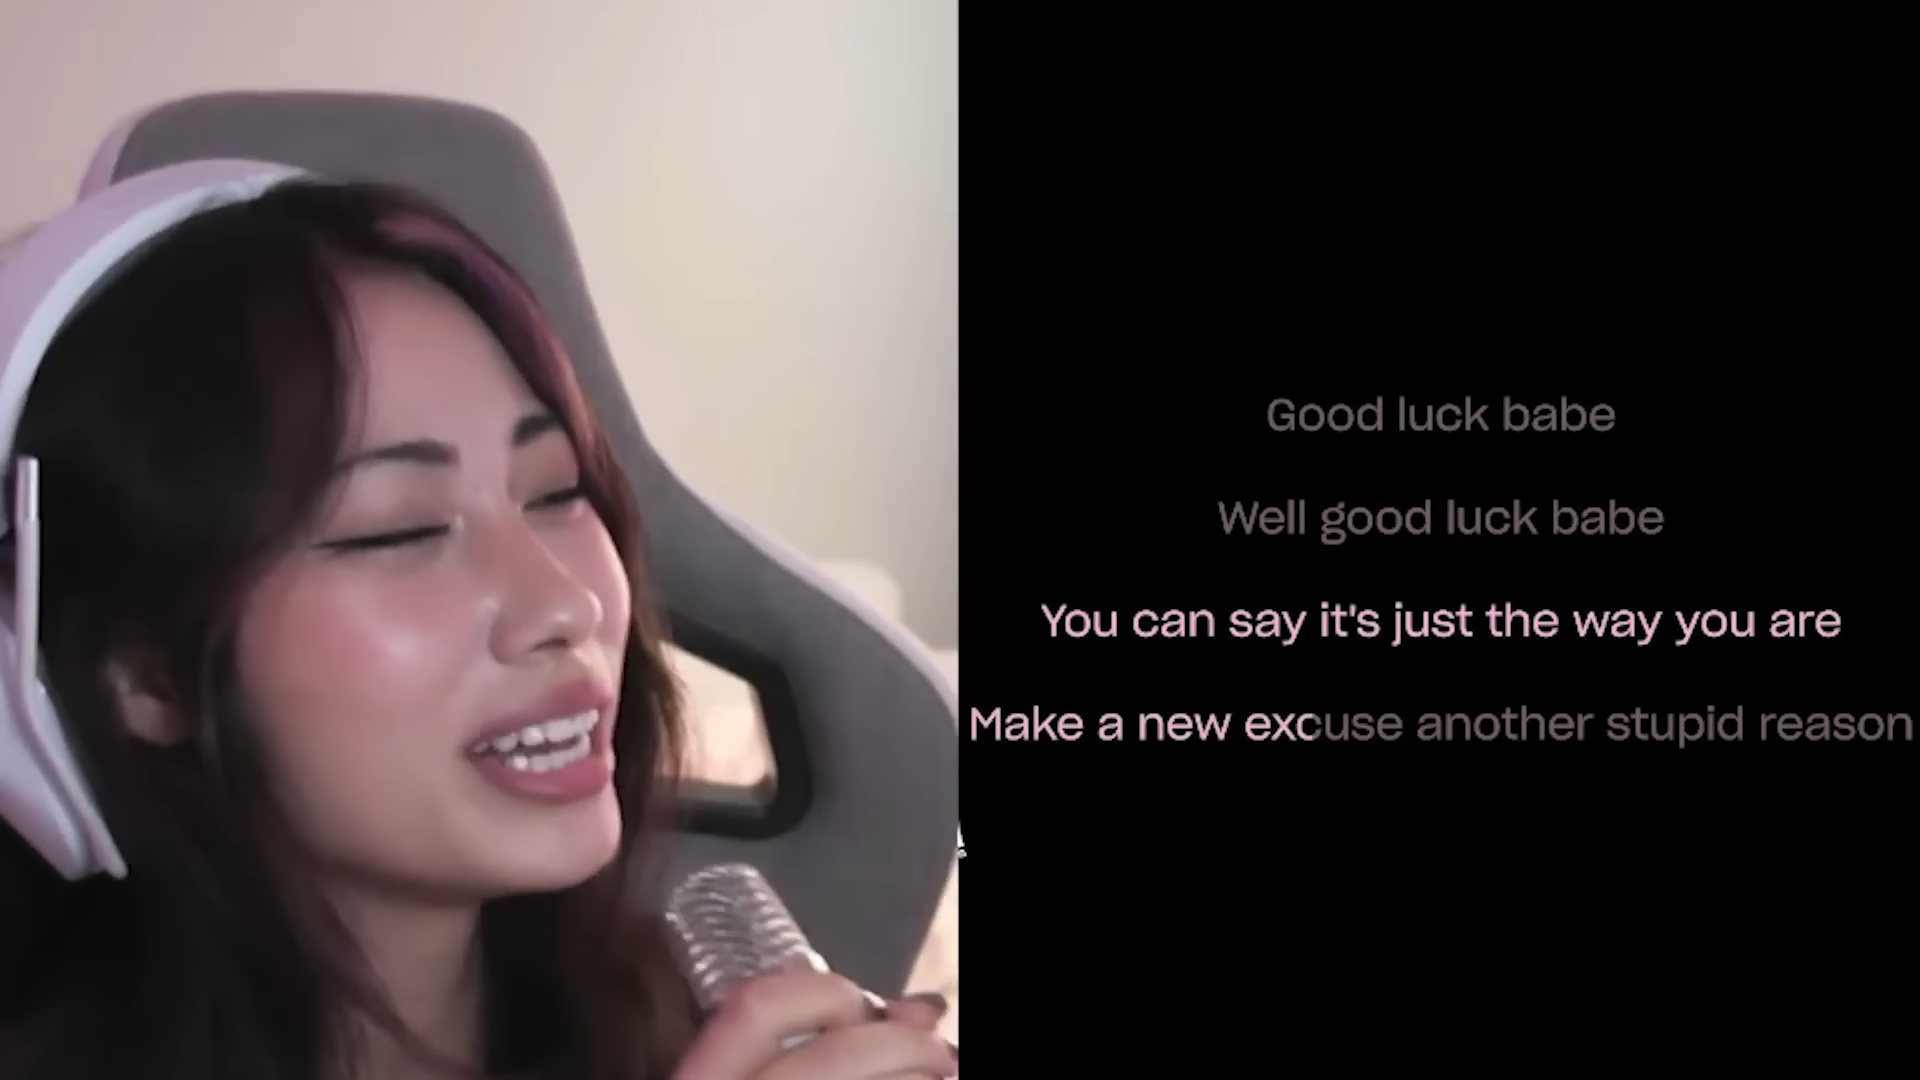 Good luck babe
Well good luck babe
You can say it's just the way you are
Make a new excuse another stupid reason